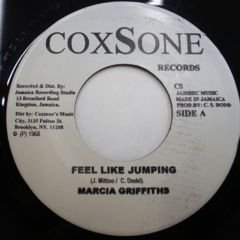 COXSONE
RECORDS
Recorded & Dist. By:
Jamaica Recording Studio
13 Brentford Road
Kingston, Jamaica.
Dist by: Coxsone's Music
City, 3135 Fulton St.
Brooklyn, NY. 11208
© (P) 1968
CS
JAMREC MUSIC
MADE IN JAMAICA
Prod. by: C. S. DODD
SIDE A
FEEL LIKE JUMPING
(J. Mittoo / C. Dodd)
MARCIA GRIFFITHS